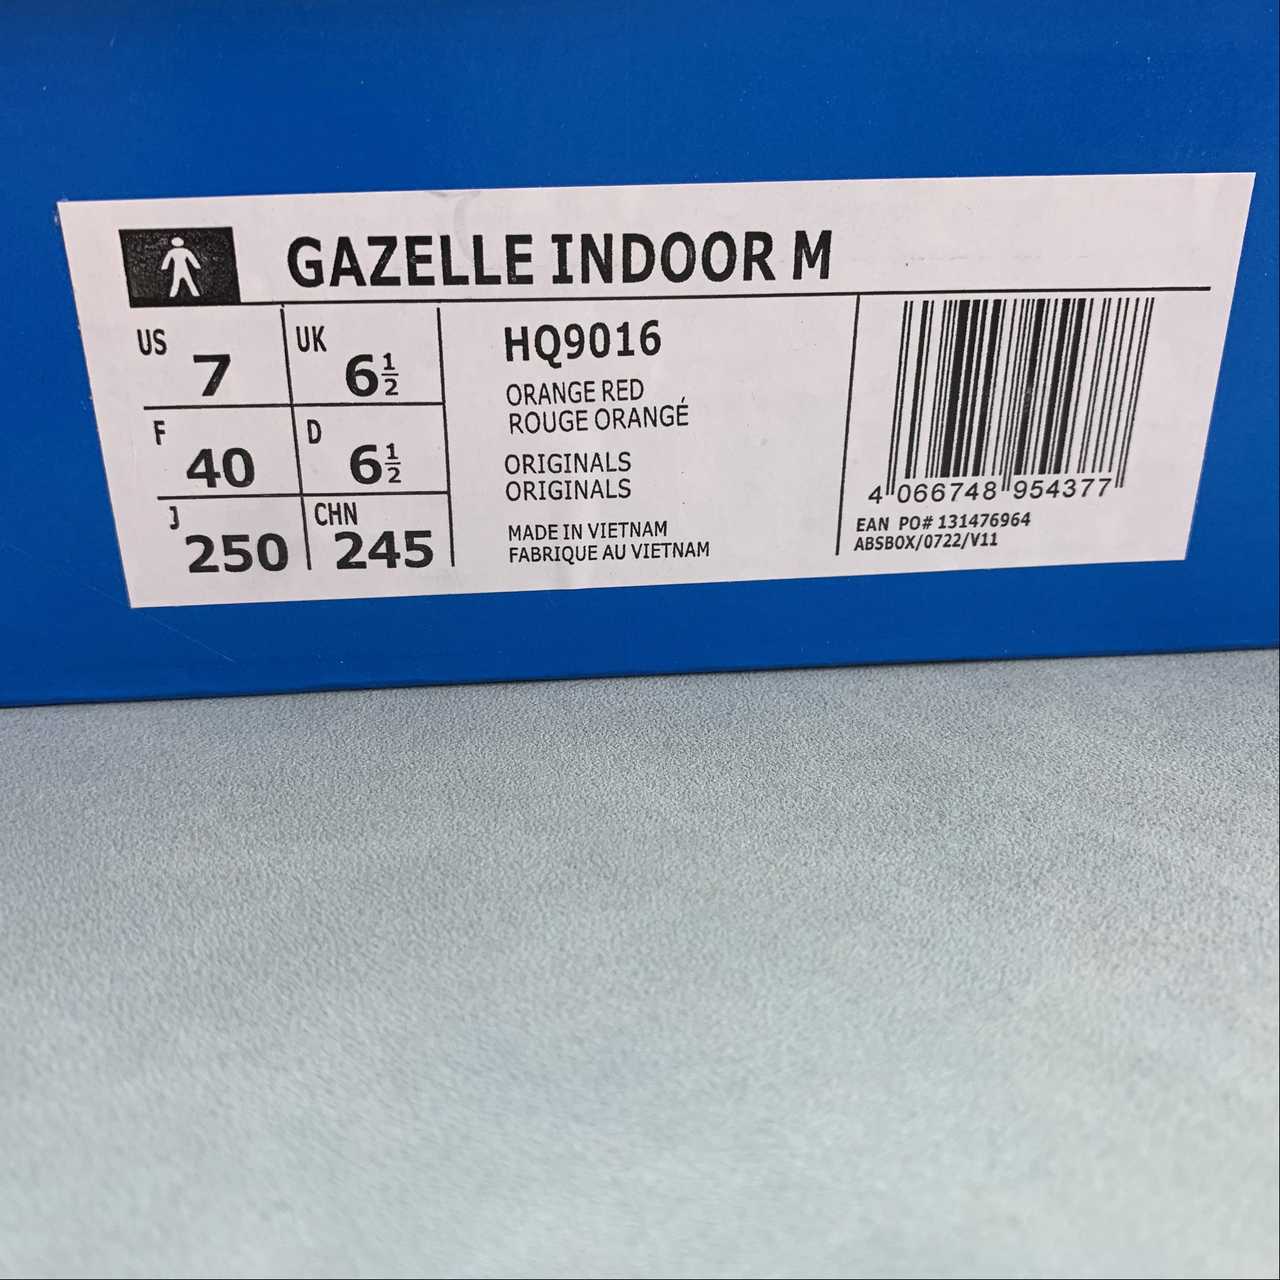 GAZELLE INDOOR M
US 7 UK 6½
F 40 D 6½
J 250 CHN 245
HQ9016
ORANGE RED
ROUGE ORANGÉ
ORIGINALS
ORIGINALS
MADE IN VIETNAM
FABRIQUE AU VIETNAM
4 066748 954377
EAN PO# 131476964
ABSBOX/0722/V11